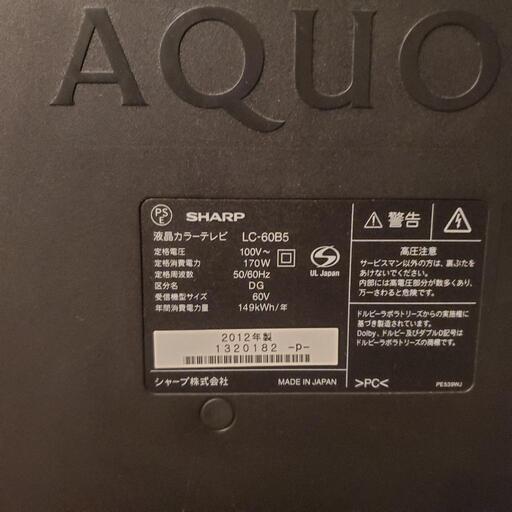 AQUO
PSE SHARP
液晶カラーテレビ LC-60B5
定格電圧 100V～
定格消費電力 170W
定格周波数 50/60Hz
区分名 DG
受信機型サイズ 60V
年間消費電力量 149kWh/年
UL Japan
2012年製
1320182 -p-
シャープ株式会社 MADE IN JAPAN
警告
高圧注意
サービスマン以外の方は、裏ぶたを
あけないでください。
内部には高電圧部分が数多くあり、
万一さわると危険です。
ドルビーラボラトリーズからの実施権に
基づき製造されています。
Dolby、ドルビー及びダブルD記号は
ドルビーラボラトリーズの商標です。
>PC<
PE539WJ